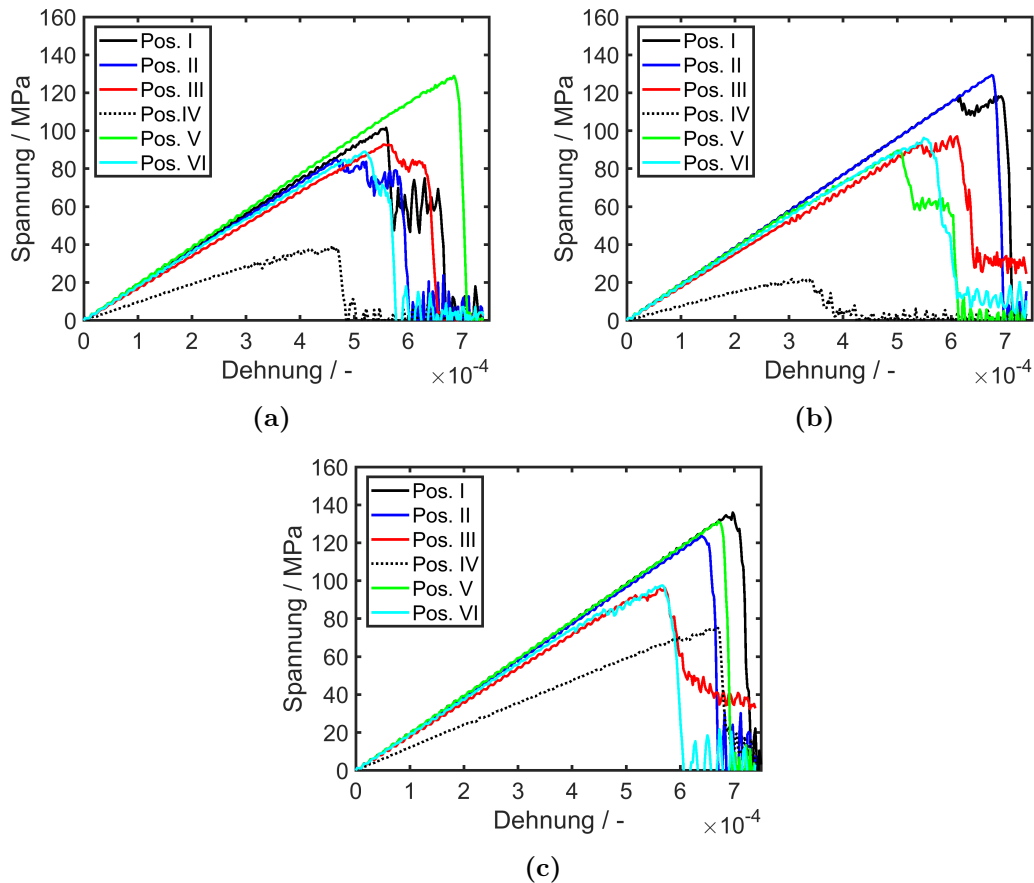 160
140
120
100
80
60
40
20
0
Spannung / MPa
Pos. I
Pos. II
Pos. III
Pos.IV
Pos. V
Pos. VI
0 1 2 3 4 5 6 7
Dehnung / -
×10-4
(a)
160
140
120
100
80
60
40
20
0
Spannung / MPa
Pos. I
Pos. II
Pos. III
Pos.IV
Pos. V
Pos. VI
0 1 2 3 4 5 6 7
Dehnung / -
×10-4
(b)
160
140
120
100
80
60
40
20
0
Spannung / MPa
Pos. I
Pos. II
Pos. III
Pos. IV
Pos. V
Pos. VI
0 1 2 3 4 5 6 7
Dehnung / -
×10-4
(c)